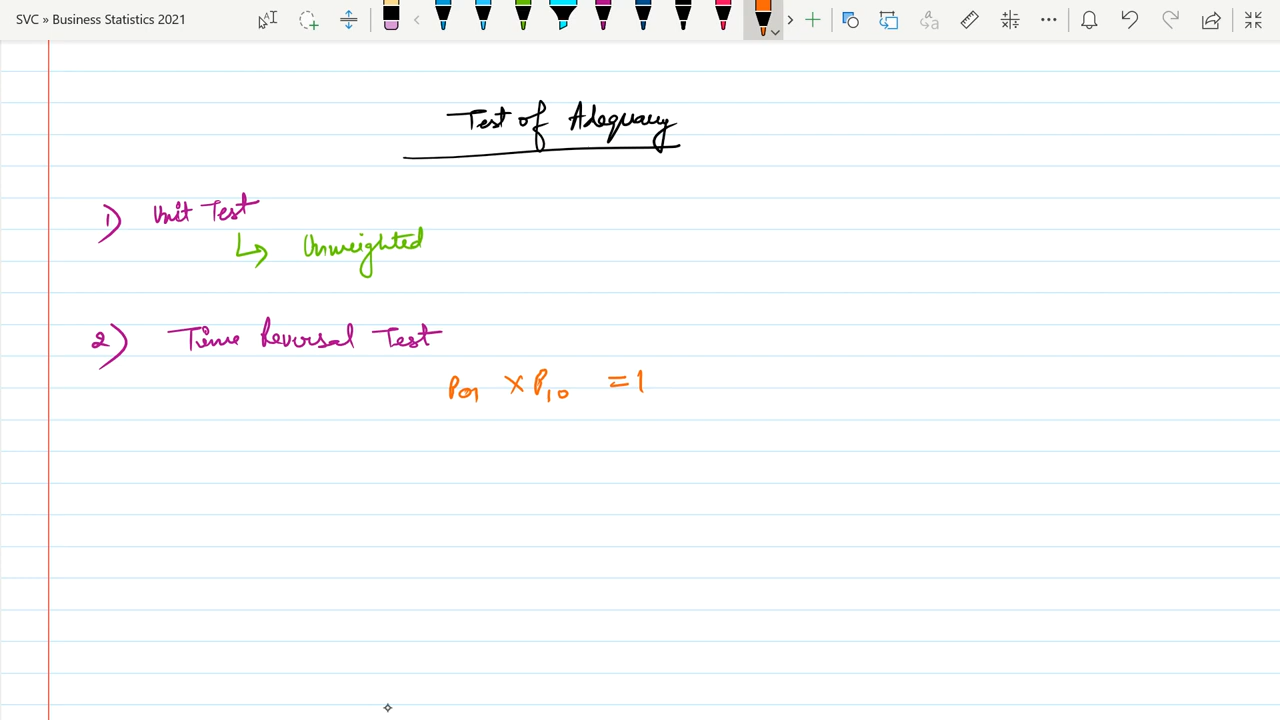 SVC » Business Statistics 2021
Test of Adequacy
1) Unit Test
↳ Unweighted
2) Time Reversal Test
P01 × P10 = 1